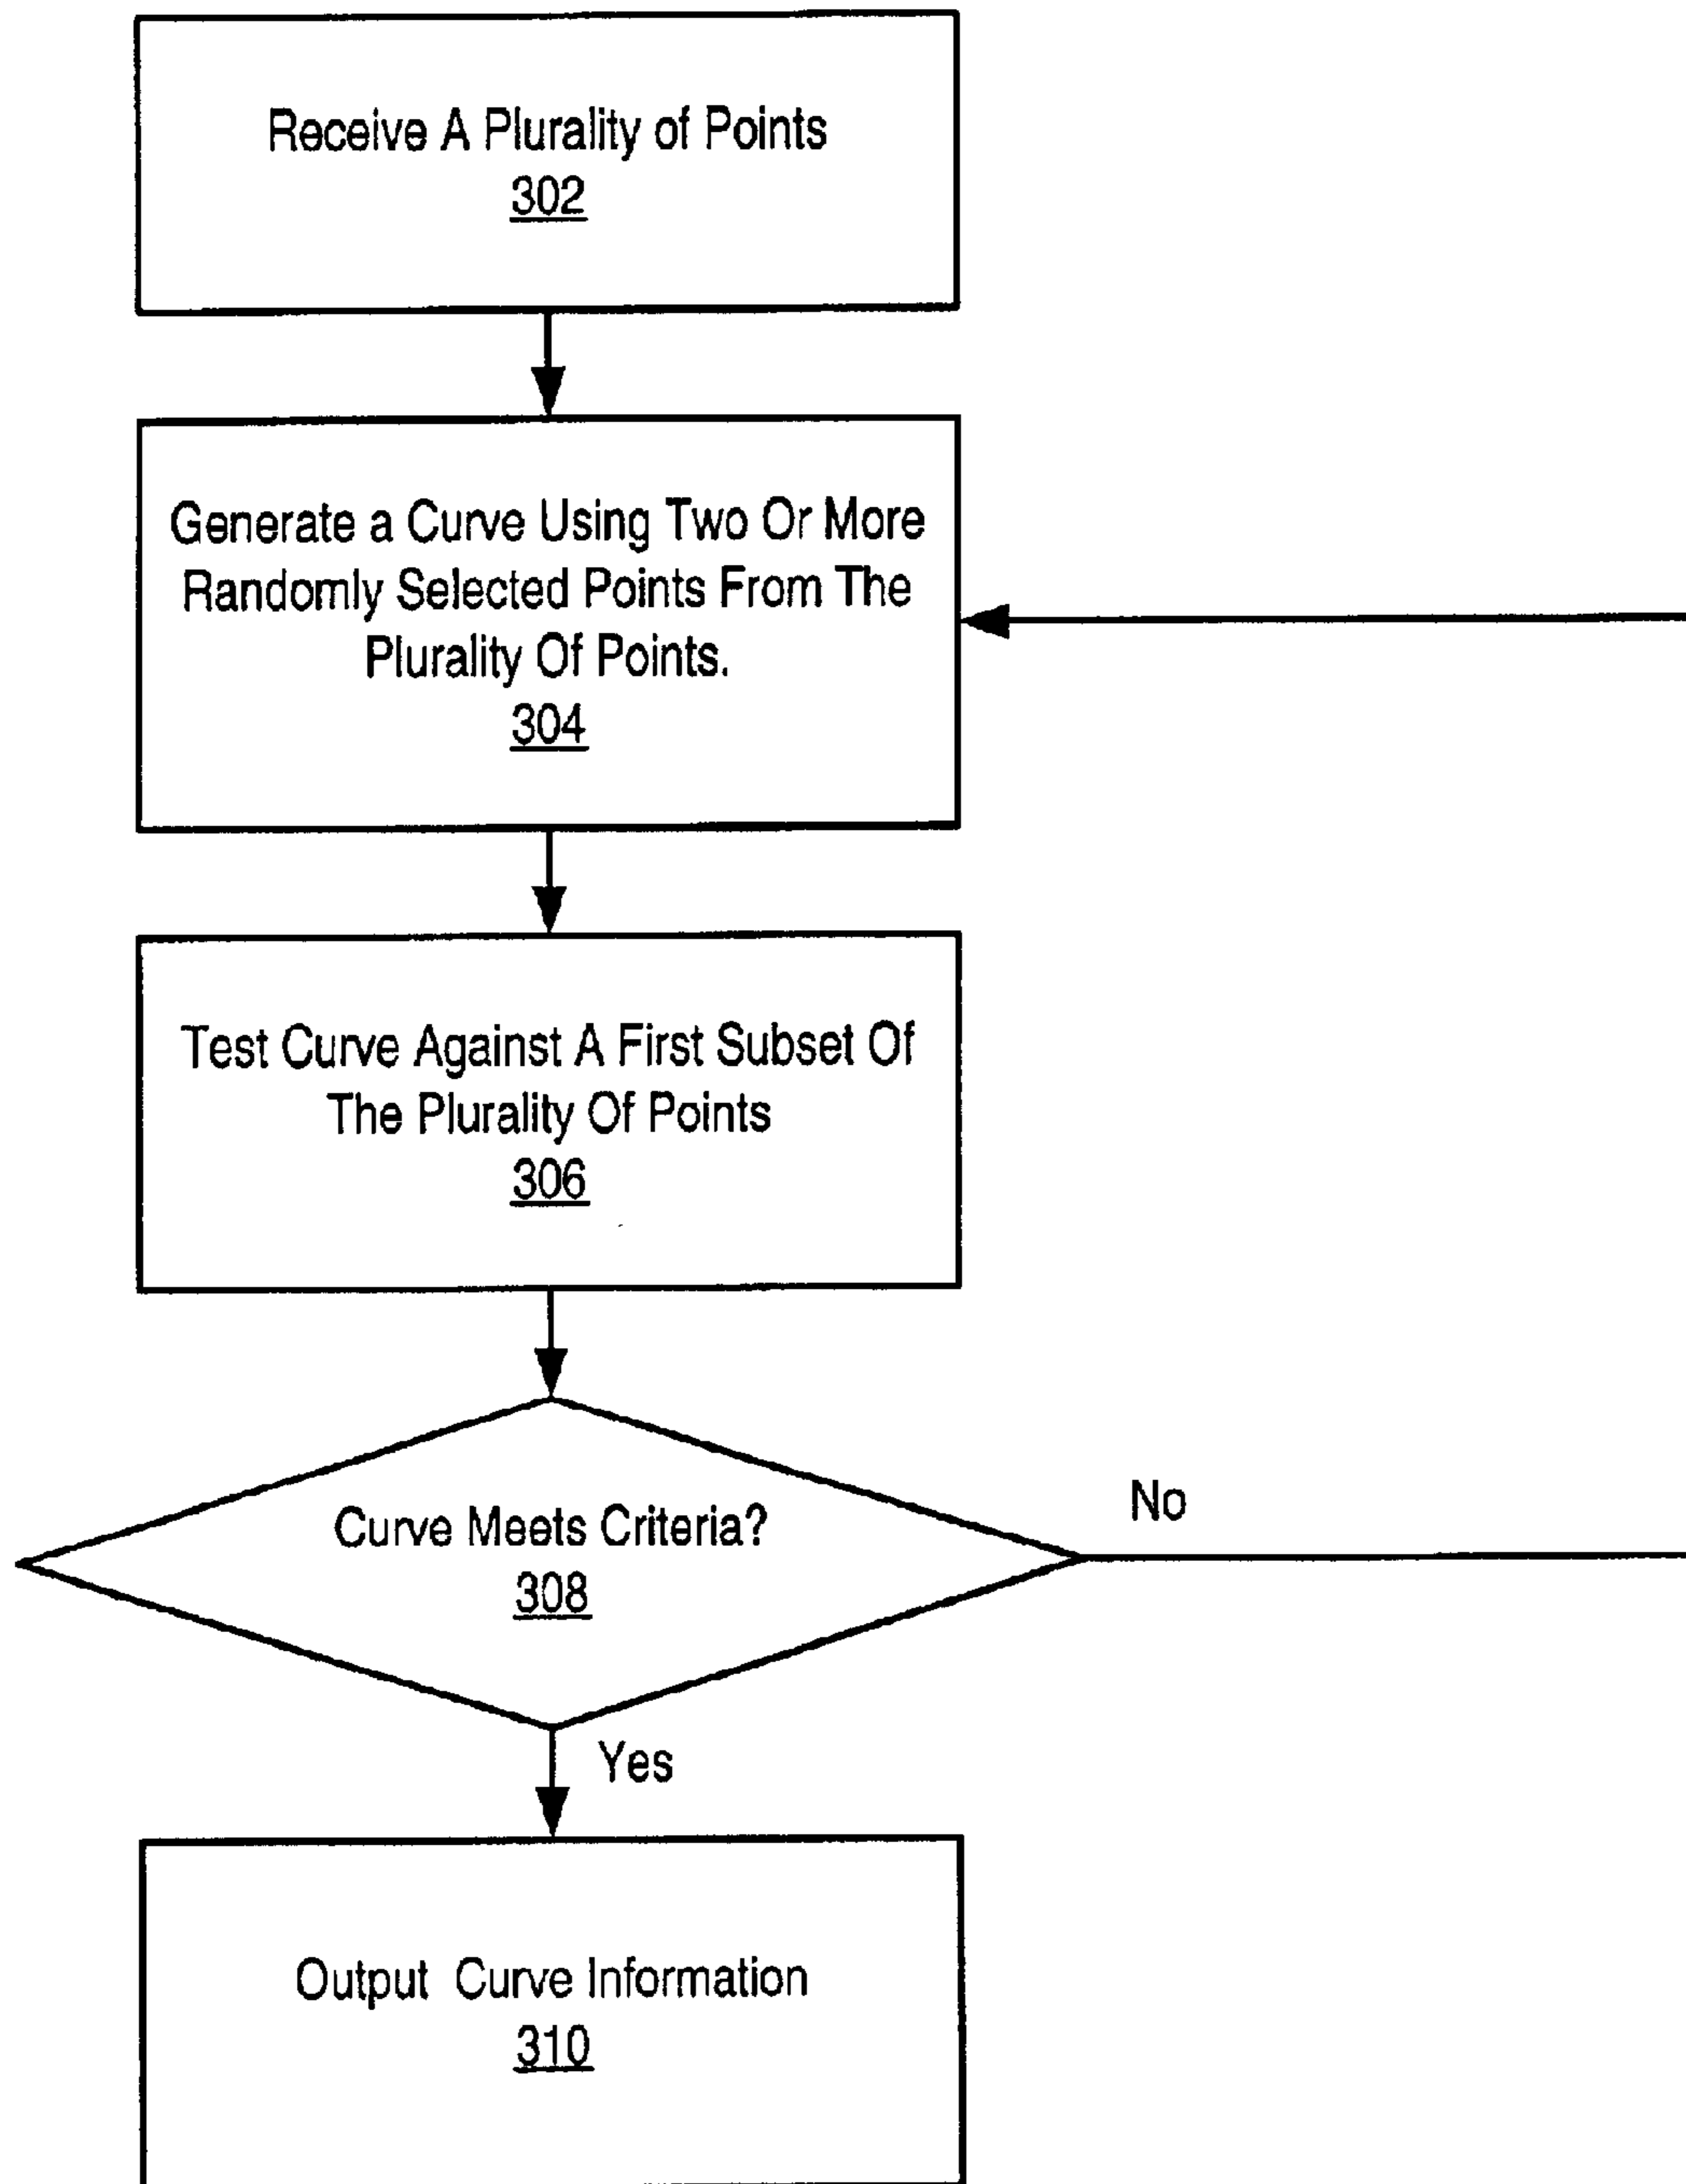 Receive A Plurality of Points
302
Generate a Curve Using Two Or More
Randomly Selected Points From The
Plurality Of Points.
304
Test Curve Against A First Subset Of
The Plurality Of Points
306
Curve Meets Criteria?
308
No
Yes
Output Curve Information
310